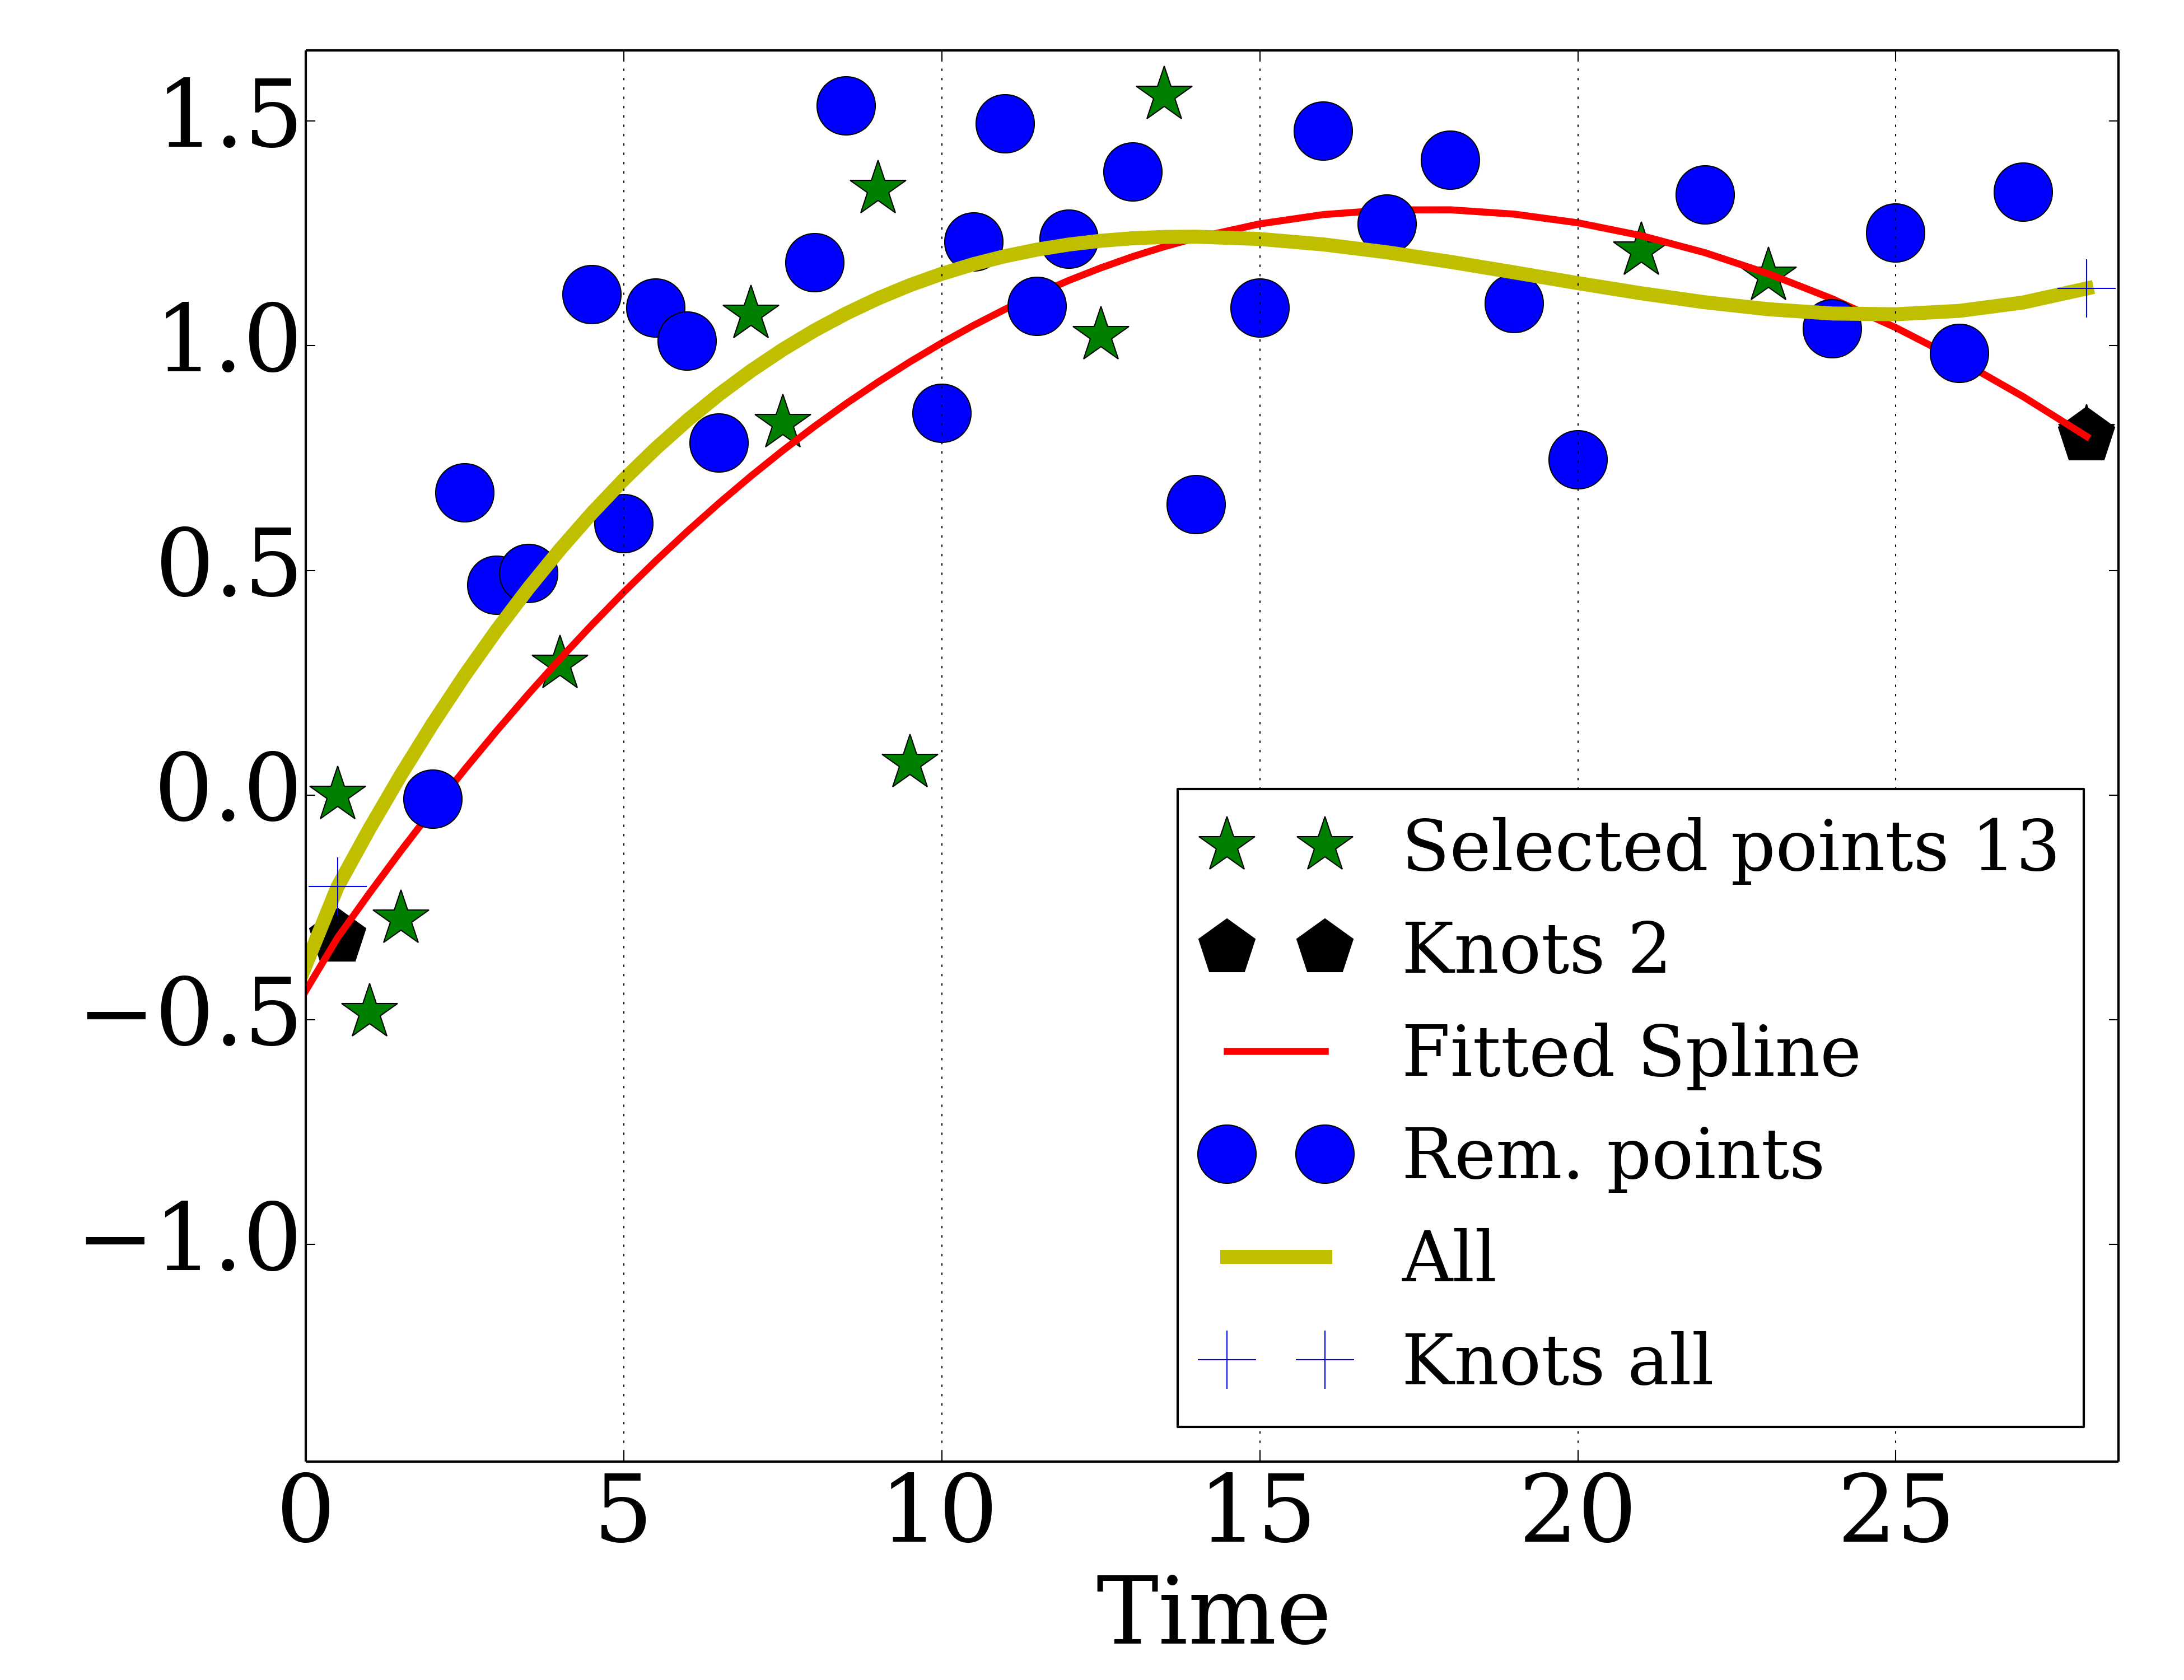 1.5
1.0
0.5
0.0
−0.5
−1.0
Selected points 13
Knots 2
Fitted Spline
Rem. points
All
Knots all
0 5 10 15 20 25
Time